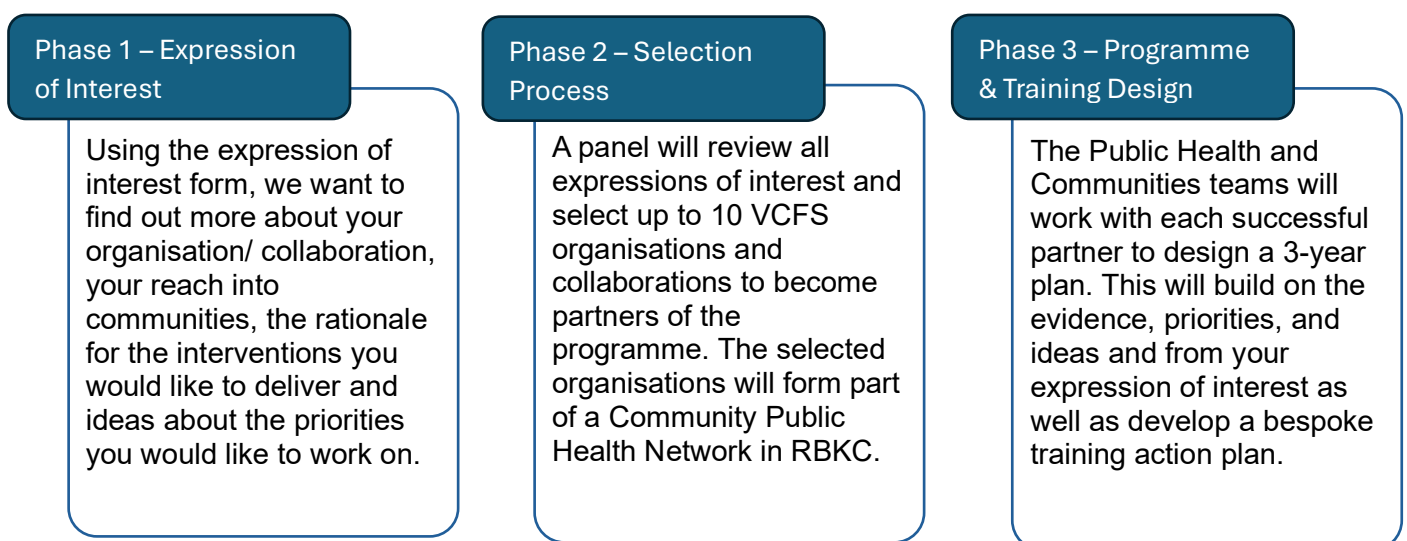 Phase 1 – Expression
of Interest
Using the expression of
interest form, we want to
find out more about your
organisation/ collaboration,
your reach into
communities, the rationale
for the interventions you
would like to deliver and
ideas about the priorities
you would like to work on.
Phase 2 – Selection
Process
A panel will review all
expressions of interest and
select up to 10 VCFS
organisations and
collaborations to become
partners of the
programme. The selected
organisations will form part
of a Community Public
Health Network in RBKC.
Phase 3 – Programme
& Training Design
The Public Health and
Communities teams will
work with each successful
partner to design a 3-year
plan. This will build on the
evidence, priorities, and
ideas and from your
expression of interest as
well as develop a bespoke
training action plan.